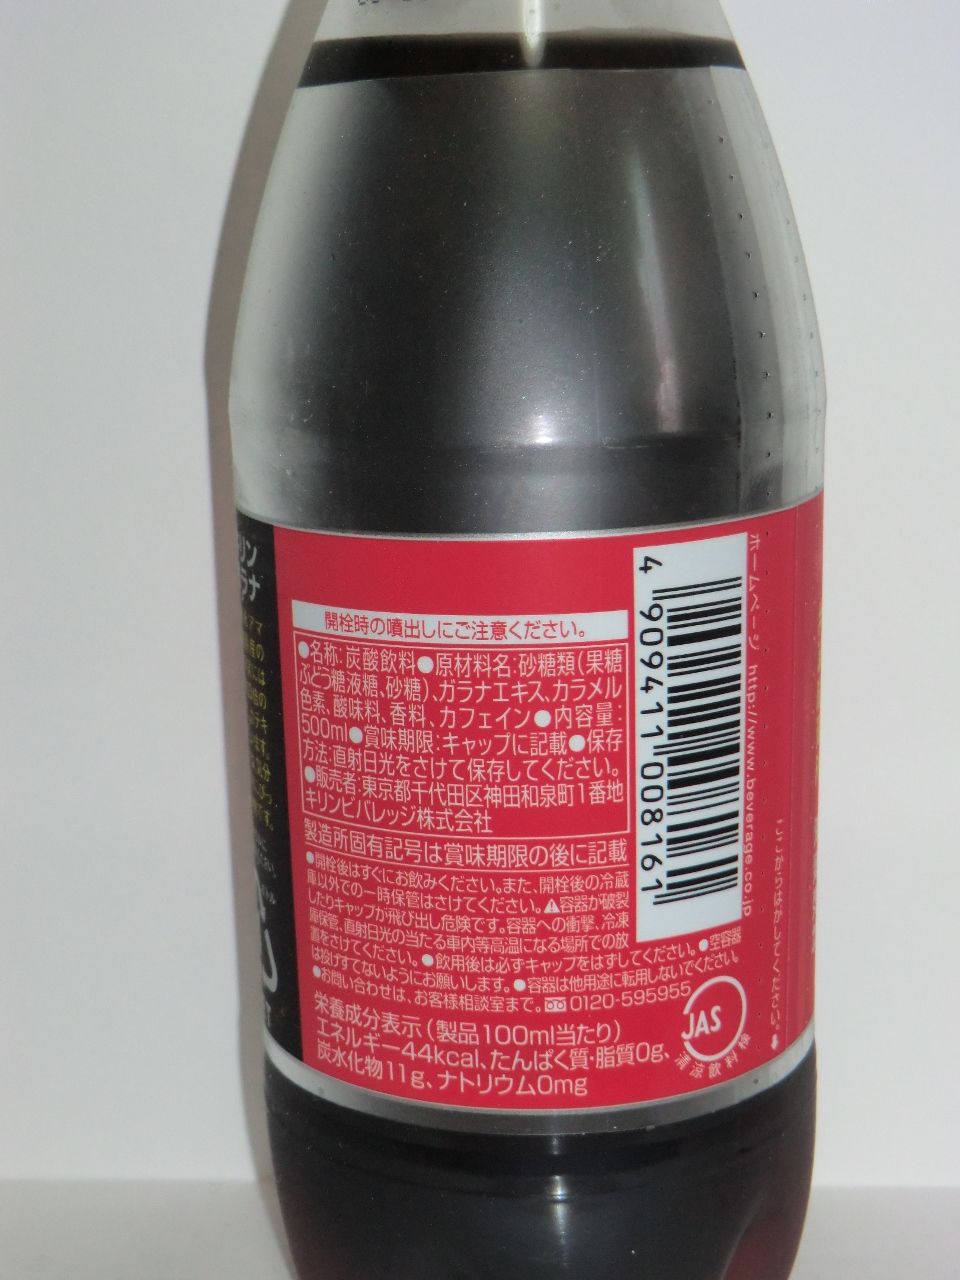 リン
ラナ
開栓時の噴出しにご注意ください。
●名称:炭酸飲料●原材料名:砂糖類(果糖
ぶどう糖液糖、砂糖)、ガラナエキス、カラメル
色素、酸味料、香料、カフェイン●内容量:
500ml●賞味期限:キャップに記載●保存
方法:直射日光をさけて保存してください。
●販売者:東京都千代田区神田和泉町1番地
キリンビバレッジ株式会社
製造所固有記号は賞味期限の後に記載
●開栓後はすぐにお飲みください。また、開栓後の冷蔵
庫以外での一時保管はさけてください。⚠容器が破裂
したりキャップが飛び出し危険です。容器への衝撃、冷凍
庫保管、直射日光の当たる車内等高温になる場所での放
置をさけてください。●飲用後は必ずキャップをはずしてください。●空容器
は投げすてないようにお願いします。●容器は他用途に転用しないでください。
●お問い合わせは、お客様相談室まで。0120-595955
栄養成分表示(製品100ml当たり)
エネルギー44kcal、たんぱく質・脂質0g、
炭水化物11g、ナトリウム0mg
JAS
清涼飲料検
4 909411 008161
ホームページ http://www.beverage.co.jp
ここからはがしてください。